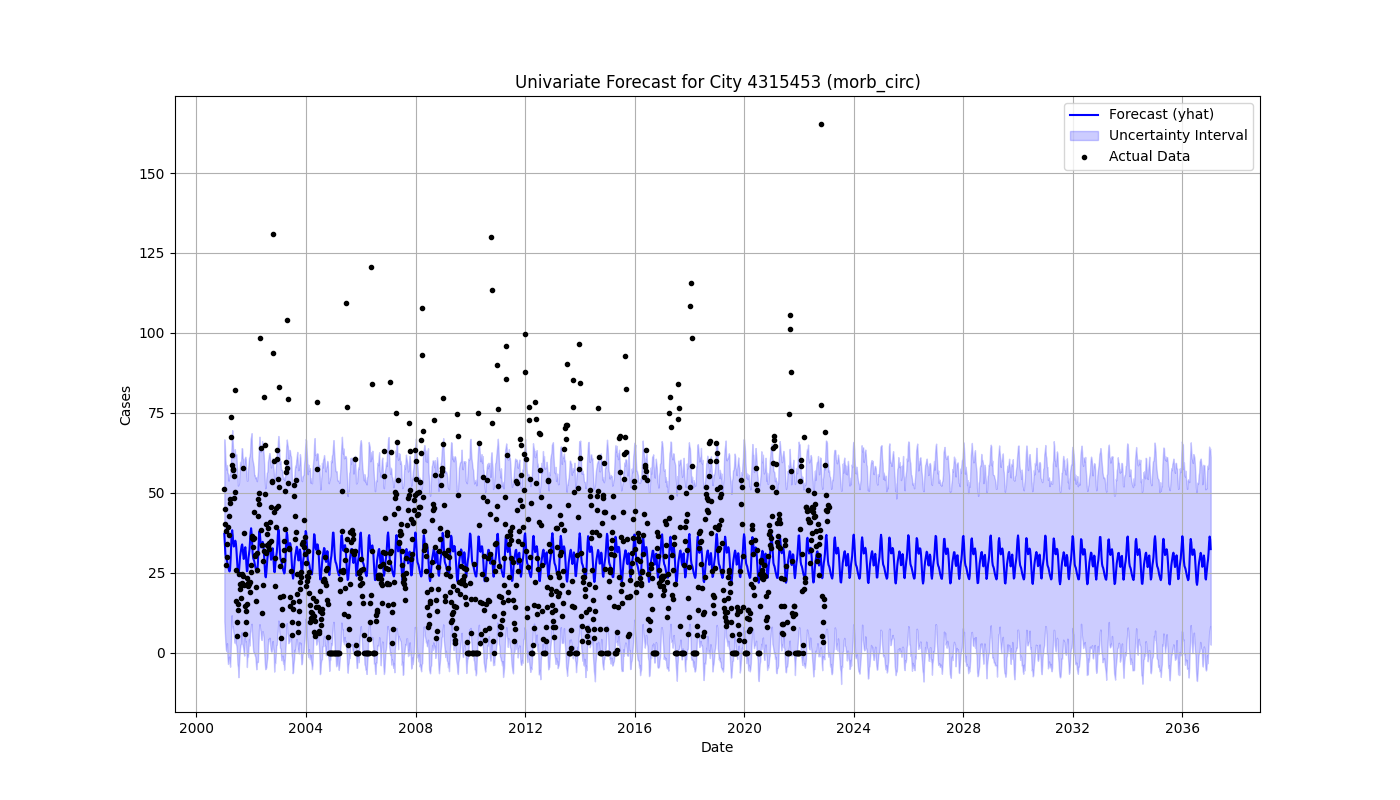 Univariate Forecast for City 4315453 (morb_circ)
Forecast (yhat)
Uncertainty Interval
Actual Data
Cases
150
125
100
75
50
25
0
2000 2004 2008 2012 2016 2020 2024 2028 2032 2036
Date